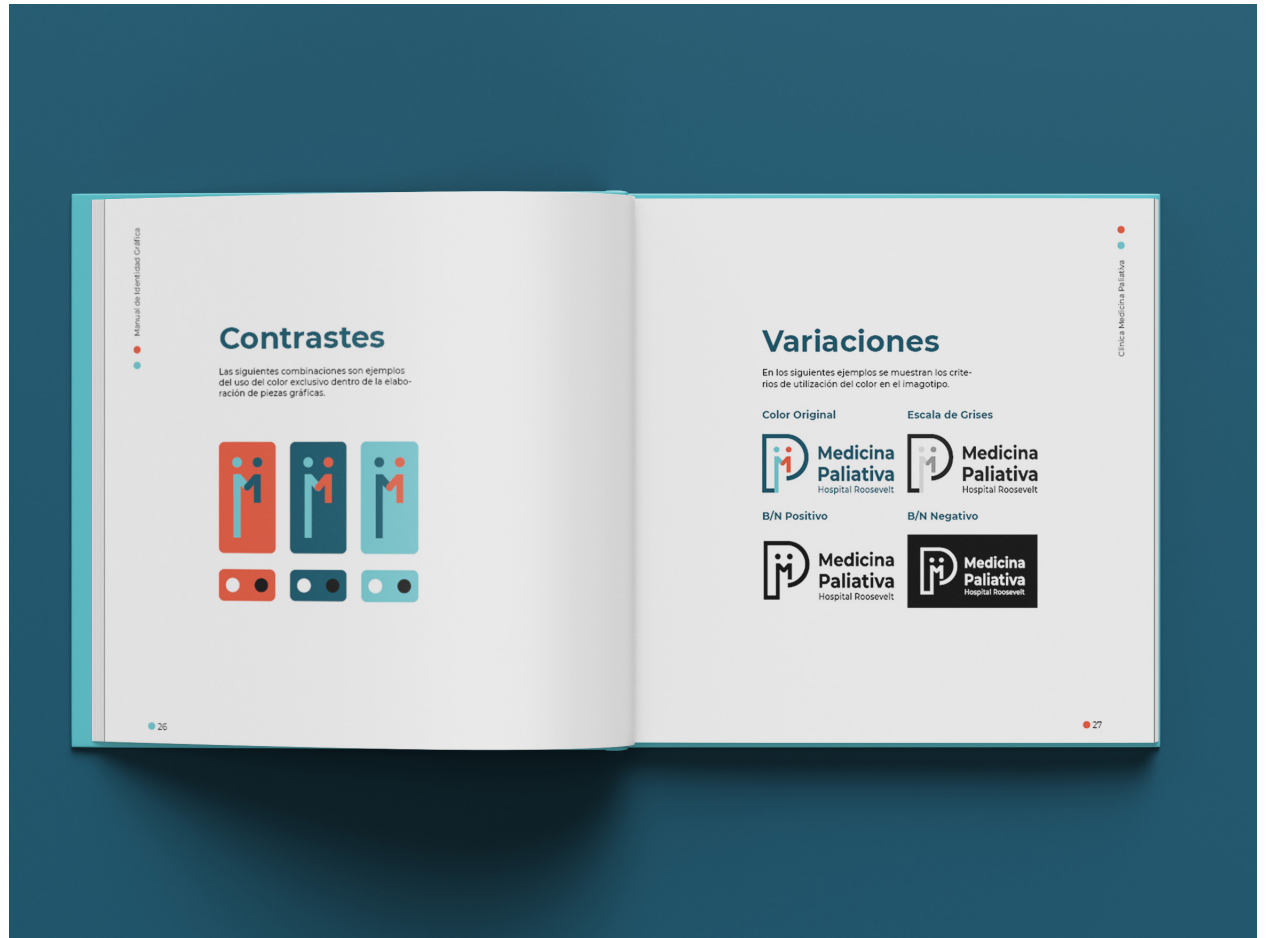 Manual de Identidad Gráfica
Contrastes
Las siguientes combinaciones son ejemplos
del uso del color exclusivo dentro de la elabo-
ración de piezas gráficas.
26
Clínica Medicina Paliativa
Variaciones
En los siguientes ejemplos se muestran los crite-
rios de utilización del color en el imagotipo.
Color Original
Medicina
Paliativa
Hospital Roosevelt
Escala de Grises
Medicina
Paliativa
Hospital Roosevelt
B/N Positivo
Medicina
Paliativa
Hospital Roosevelt
B/N Negativo
Medicina
Paliativa
Hospital Roosevelt
27